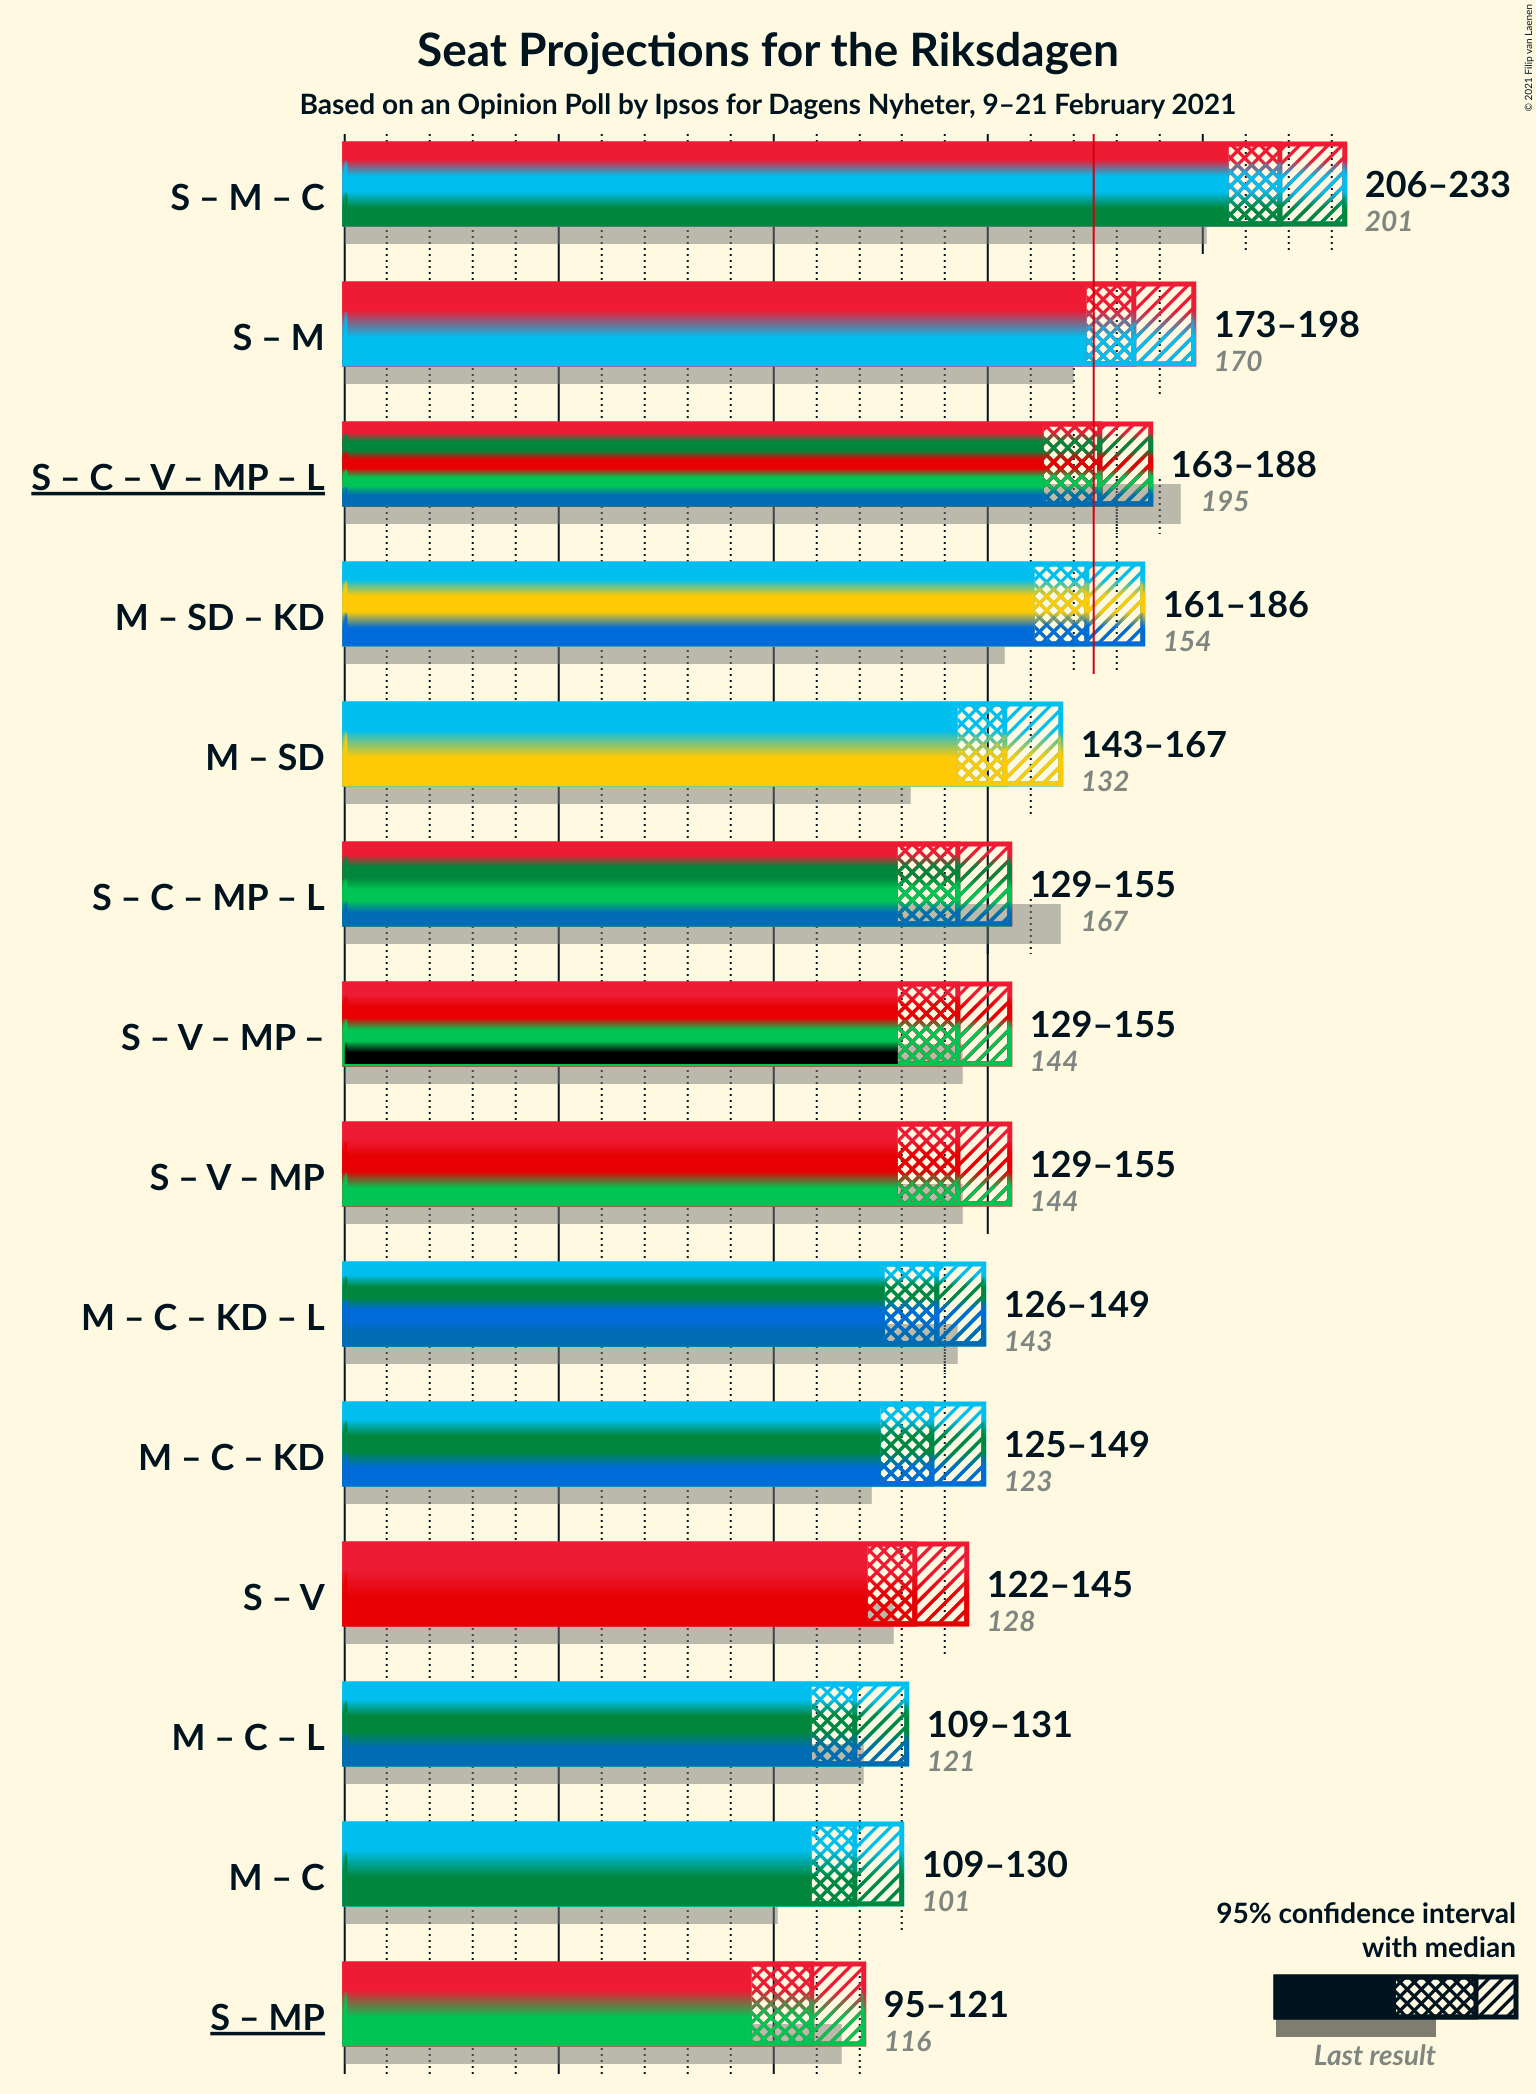 Seat Projections for the Riksdagen
Based on an Opinion Poll by Ipsos for Dagens Nyheter, 9–21 February 2021
© 2021 Filip van Laenen
S – M – C
206–233
201
S – M
173–198
170
S – C – V – MP – L
163–188
195
M – SD – KD
161–186
154
M – SD
143–167
132
S – C – MP – L
129–155
167
S – V – MP –
129–155
144
S – V – MP
129–155
144
M – C – KD – L
126–149
143
M – C – KD
125–149
123
S – V
122–145
128
M – C – L
109–131
121
M – C
109–130
101
S – MP
95–121
116
95% confidence interval
with median
Last result